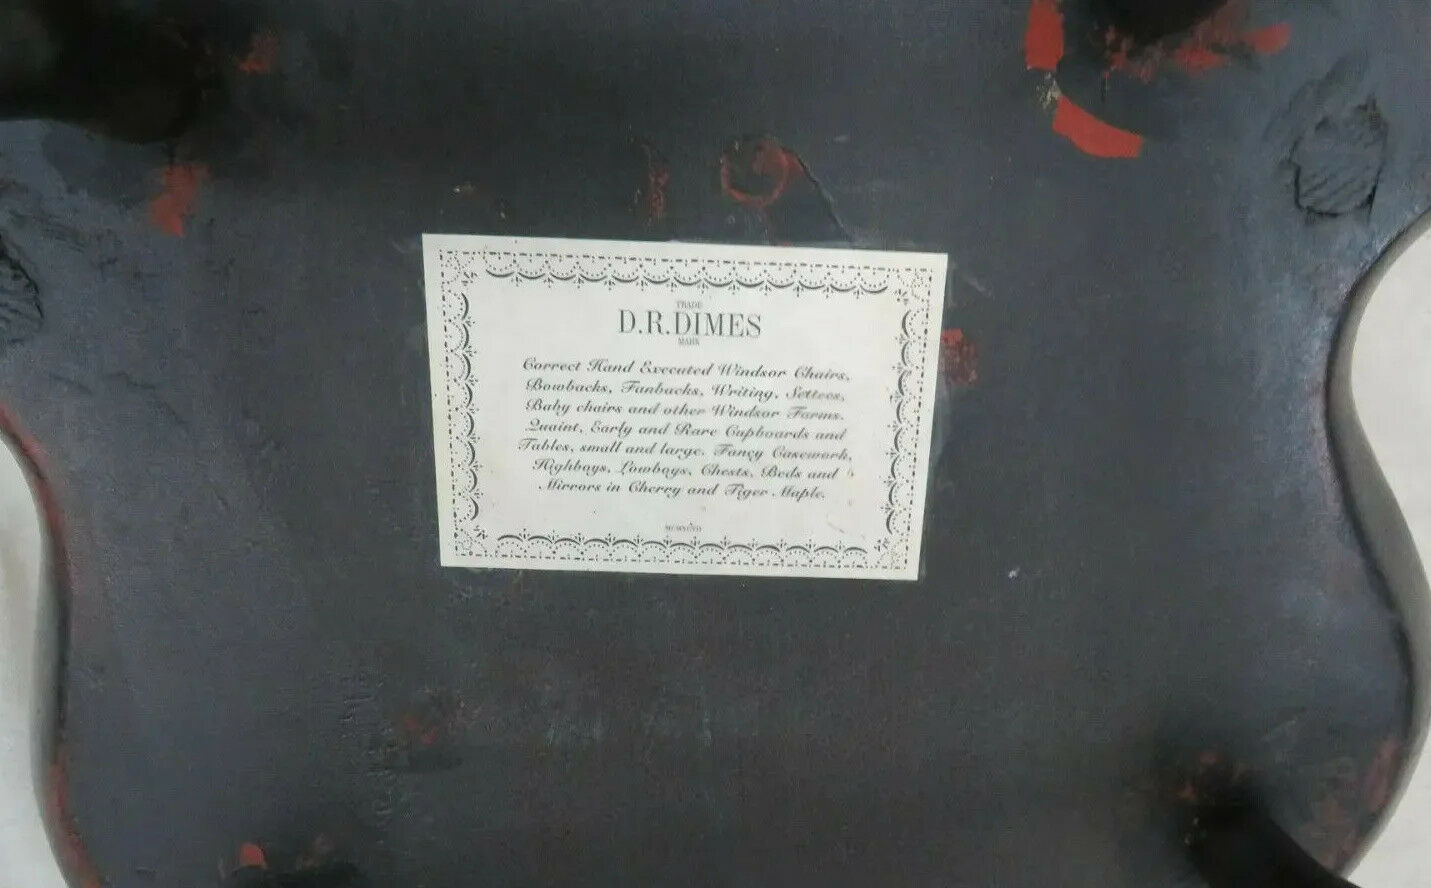 TRADE
D.R.DIMES
MARK
Correct Hand Executed Windsor Chairs,
Bowbacks, Fanbacks, Writing, Settees,
Baby chairs and other Windsor Forms.
Quaint, Early and Rare Cupboards and
Tables, small and large. Fancy Casework,
Highboys, Lowboys, Chests, Beds and
Mirrors in Cherry and Tiger Maple.